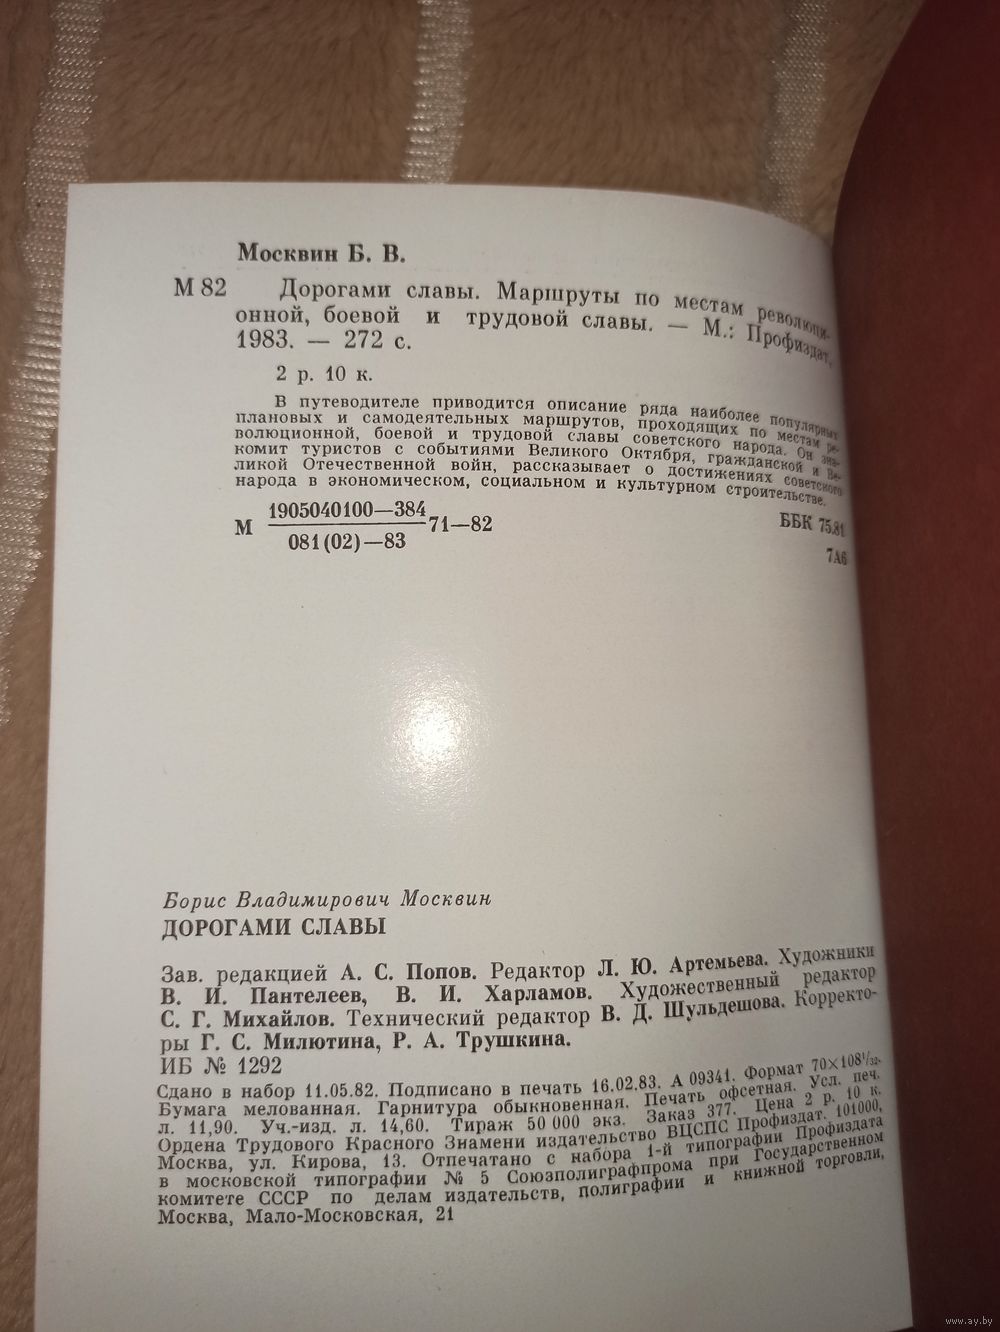 Москвин Б. В.
М 82 Дорогами славы. Маршруты по местам революци-
онной, боевой и трудовой славы. — М.: Профиздат,
1983. — 272 с.
2 р. 10 к.
В путеводителе приводится описание ряда наиболее популярных
плановых и самодеятельных маршрутов, проходящих по местам ре-
волюционной, боевой и трудовой славы советского народа. Он зна-
комит туристов с событиями Великого Октября, гражданской и Ве-
ликой Отечественной войн, рассказывает о достижениях советского
народа в экономическом, социальном и культурном строительстве.
М 1905040100—384
081(02)—83 71—82
ББК 75.81
7А6
Борис Владимирович Москвин
ДОРОГАМИ СЛАВЫ
Зав. редакцией А. С. Попов. Редактор Л. Ю. Артемьева. Художники
В. И. Пантелеев, В. И. Харламов. Художественный редактор
С. Г. Михайлов. Технический редактор В. Д. Шульдешова. Корректо-
ры Г. С. Милютина, Р. А. Трушкина.
ИБ № 1292
Сдано в набор 11.05.82. Подписано в печать 16.02.83. А 09341. Формат 70×108¹/₃₂.
Бумага мелованная. Гарнитура обыкновенная. Печать офсетная. Усл. печ.
л. 11,90. Уч.-изд. л. 14,60. Тираж 50 000 экз. Заказ 377. Цена 2 р. 10 к.
Ордена Трудового Красного Знамени издательство ВЦСПС Профиздат. 101000,
Москва, ул. Кирова, 13. Отпечатано с набора 1-й типографии Профиздата
в московской типографии № 5 Союзполиграфпрома при Государственном
комитете СССР по делам издательств, полиграфии и книжной торговли,
Москва, Мало-Московская, 21
www.ay.by